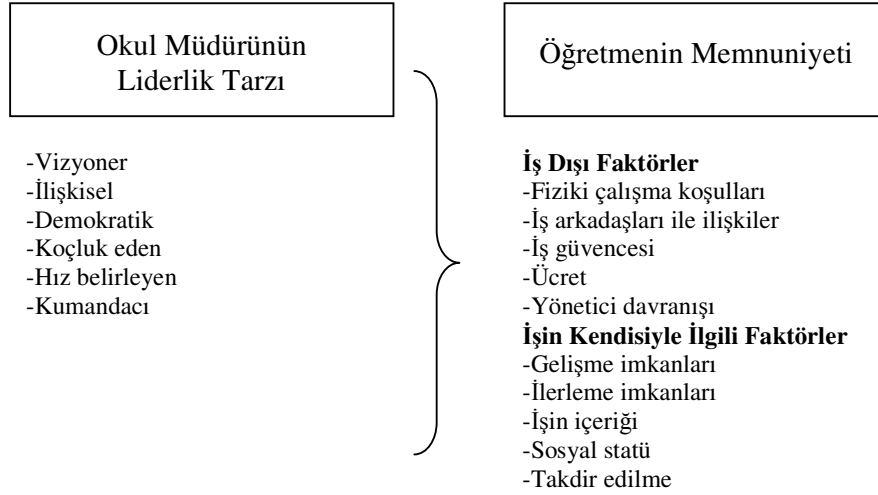 Okul Müdürünün
Liderlik Tarzı
-Vizyoner
-İlişkisel
-Demokratik
-Koçluk eden
-Hız belirleyen
-Kumandacı
Öğretmenin Memnuniyeti
İş Dışı Faktörler
-Fiziki çalışma koşulları
-İş arkadaşları ile ilişkiler
-İş güvencesi
-Ücret
-Yönetici davranışı
İşin Kendisiyle İlgili Faktörler
-Gelişme imkanları
-İlerleme imkanları
-İşin içeriği
-Sosyal statü
-Takdir edilme